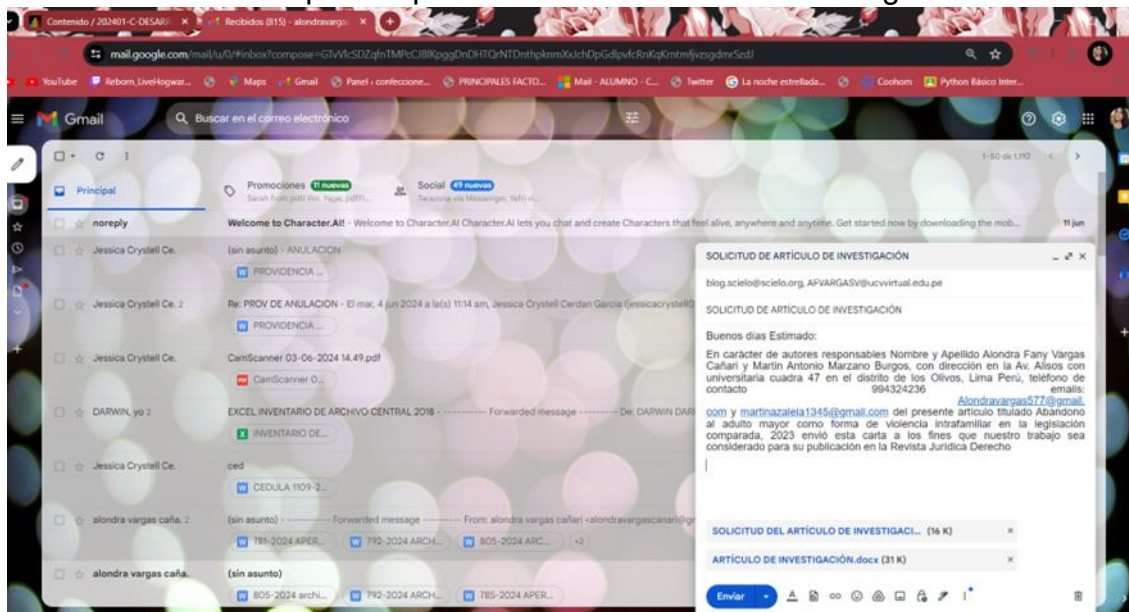 Contenido / 202401-C-DESARR
Recibidos (815) - alondravargas
mail.google.com/mail/u/0/#inbox?compose=
YouTube
Reborn_LiveHogwar...
Maps
Gmail
Panel ‹ confeccione...
PRINCIPALES FACTO...
Mail - ALUMNO - C...
Twitter
La noche estrellada...
Coohom
Python Básico Inter...
Gmail
Buscar en el correo electrónico
1-50 de 1,112
Principal
Promociones 11 nuevas
Social 49 nuevas
noreply
Welcome to Character.AI! - Welcome to Character.AI Character.AI lets you chat and create Characters that feel alive, anywhere and anytime. Get started now by downloading the mob...
11 jun
Jessica Crystell Ce.
(sin asunto) - ANULACION
PROVIDENCIA ...
Jessica Crystell Ce. 2
Re: PROV DE ANULACION - El mar, 4 jun 2024 a la(s) 11:14 am, Jessica Crystell Cerdan Garcia
PROVIDENCIA ...
Jessica Crystell Ce.
CamScanner 03-06-2024 14.49.pdf
CamScanner 0...
DARWIN, yo 2
EXCEL INVENTARIO DE ARCHIVO CENTRAL 2018 - ---------- Forwarded message --------- De: DARWIN DARI
INVENTARIO DE...
Jessica Crystell Ce.
ced
CEDULA 1109-2...
alondra vargas caña. 2
(sin asunto) - ---------- Forwarded message --------- From: alondra vargas cañari
781-2024 APER...
792-2024 ARCH...
805-2024 ARC...
+3
alondra vargas caña.
(sin asunto)
805-2024 archi...
792-2024 ARCH...
785-2024 APER...
SOLICITUD DE ARTÍCULO DE INVESTIGACIÓN
blog.scielo@scielo.org, AFVARGASV@ucvvirtual.edu.pe
SOLICITUD DE ARTÍCULO DE INVESTIGACIÓN
Buenos días Estimado:
En carácter de autores responsables Nombre y Apellido Alondra Fany Vargas
Cañari y Martin Antonio Marzano Burgos, con dirección en la Av. Alisos con
universitaria cuadra 47 en el distrito de los Olivos, Lima Perú, teléfono de
contacto 994324236 emails:
Alondravargas577@gmail.
com y martinazaleia1345@gmail.com del presente artículo titulado Abandono
al adulto mayor como forma de violencia intrafamiliar en la legislación
comparada, 2023 envió esta carta a los fines que nuestro trabajo sea
considerado para su publicación en la Revista Jurídica Derecho
SOLICITUD DEL ARTÍCULO DE INVESTIGACI... (16 K)
ARTÍCULO DE INVESTIGACIÓN.docx (31 K)
Enviar